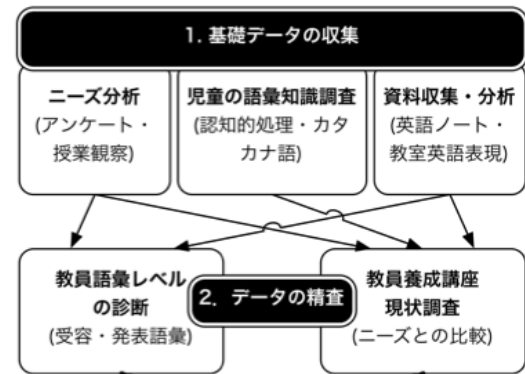 1. 基礎データの収集
ニーズ分析
(アンケート・
授業観察)
児童の語彙知識調査
(認知的処理・カタ
カナ語)
資料収集・分析
(英語ノート・
教室英語表現)
教員語彙レベル
の診断
(受容・発表語彙)
2．データの精査
教員養成講座
現状調査
(ニーズとの比較)